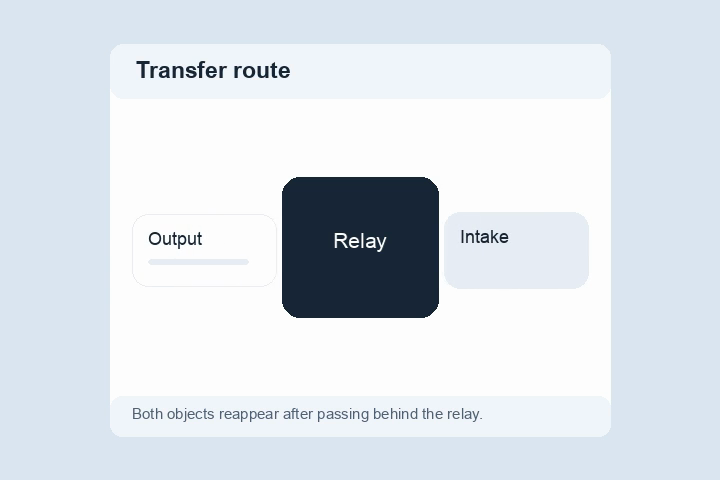 Transfer route
Output
Relay
Intake
Both objects reappear after passing behind the relay.